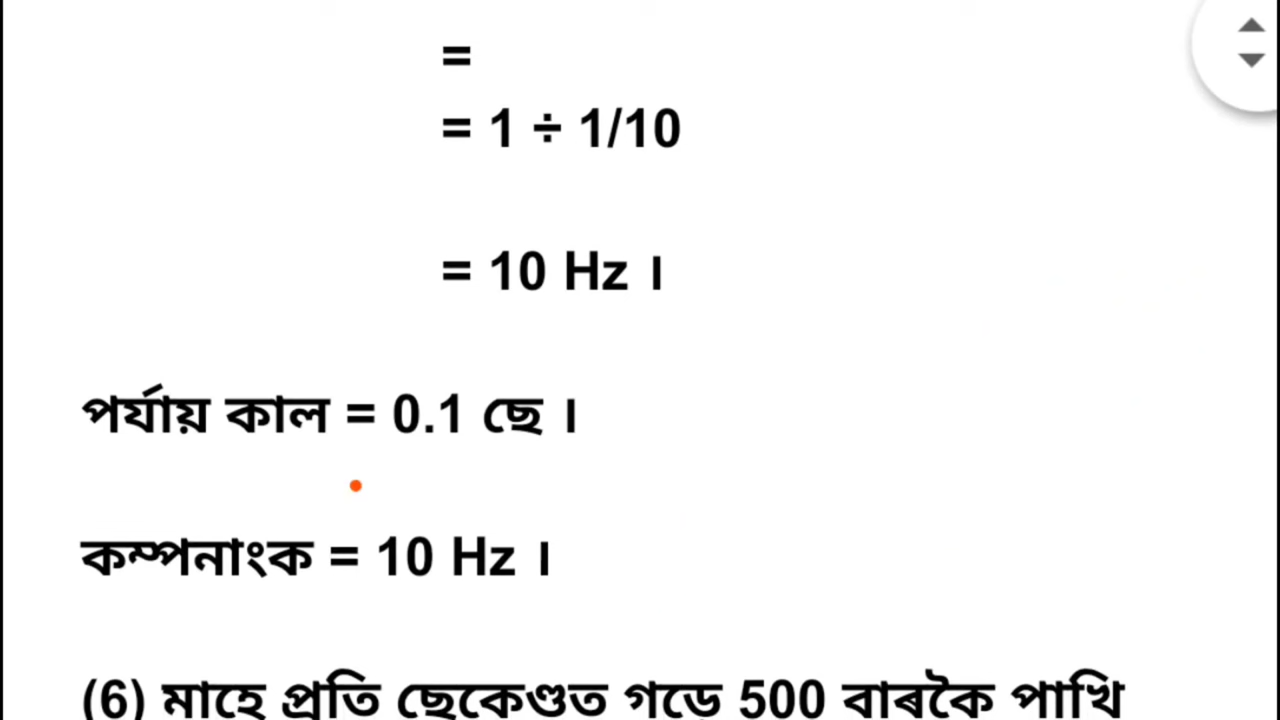 =
= 1 ÷ 1/10
= 10 Hz ।
পৰ্যায় কাল = 0.1 ছে ।
কম্পনাংক = 10 Hz ।
(6) মাহে প্ৰতি ছেকেণ্ডত গড়ে 500 বাৰকৈ পাখি